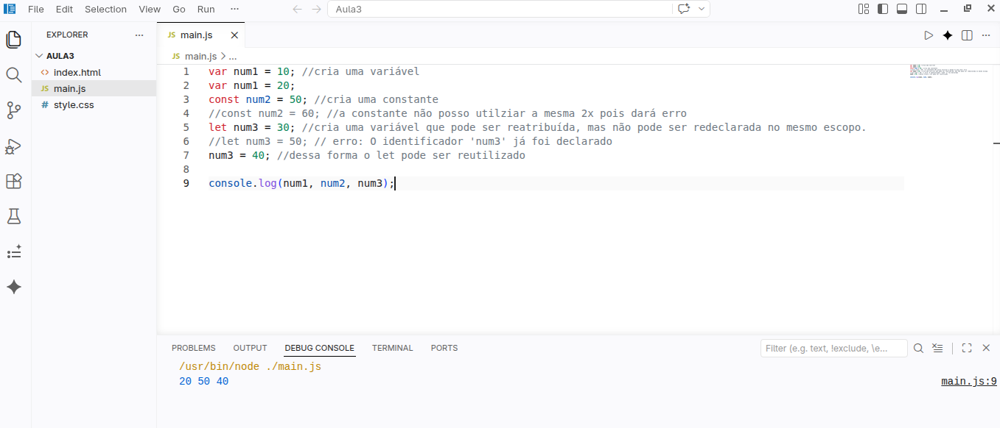 File Edit Selection View Go Run ··· Aula3
EXPLORER ···
AULA3
index.html
JS main.js
# style.css
JS main.js
JS main.js > ...
1 var num1 = 10; //cria uma variável
2 var num1 = 20;
3 const num2 = 50; //cria uma constante
4 //const num2 = 60; //a constante não posso utilziar a mesma 2x pois dará erro
5 let num3 = 30; //cria uma variável que pode ser reatribuída, mas não pode ser redeclarada no mesmo escopo.
6 //let num3 = 50; // erro: O identificador 'num3' já foi declarado
7 num3 = 40; //dessa forma o let pode ser reutilizado
8
9 console.log(num1, num2, num3);
PROBLEMS OUTPUT DEBUG CONSOLE TERMINAL PORTS Filter (e.g. text, !exclude, \e...
/usr/bin/node ./main.js
20 50 40 main.js:9